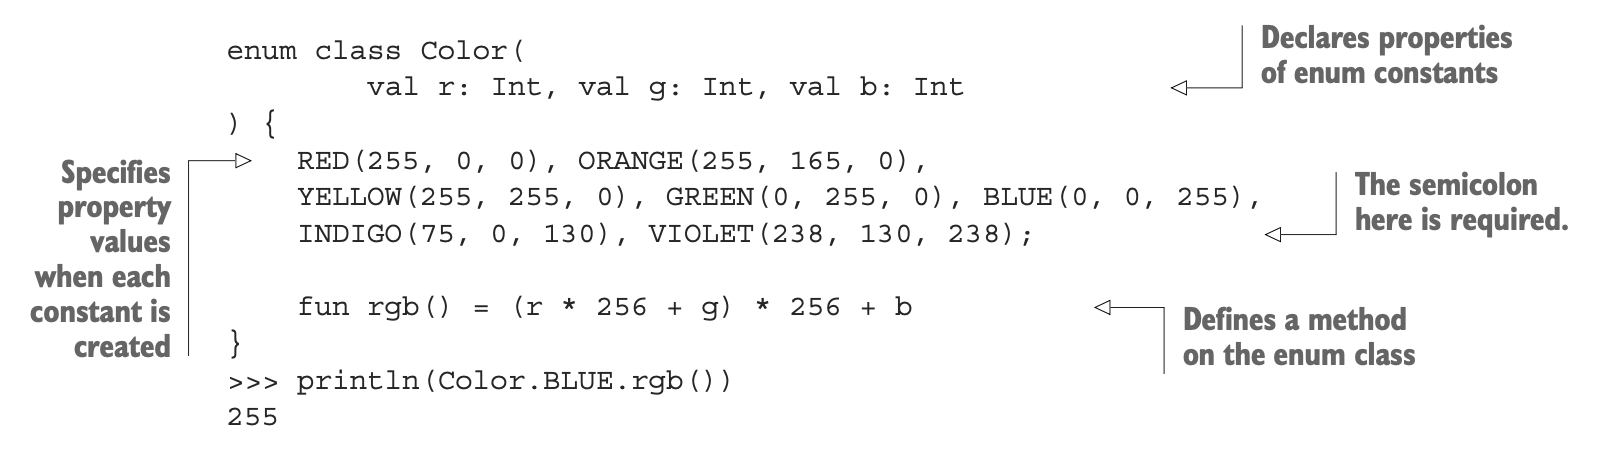 enum class Color(
val r: Int, val g: Int, val b: Int
) {
RED(255, 0, 0), ORANGE(255, 165, 0),
YELLOW(255, 255, 0), GREEN(0, 255, 0), BLUE(0, 0, 255),
INDIGO(75, 0, 130), VIOLET(238, 130, 238);
fun rgb() = (r * 256 + g) * 256 + b
}
>>> println(Color.BLUE.rgb())
255
Declares properties
of enum constants
Specifies
property
values
when each
constant is
created
The semicolon
here is required.
Defines a method
on the enum class